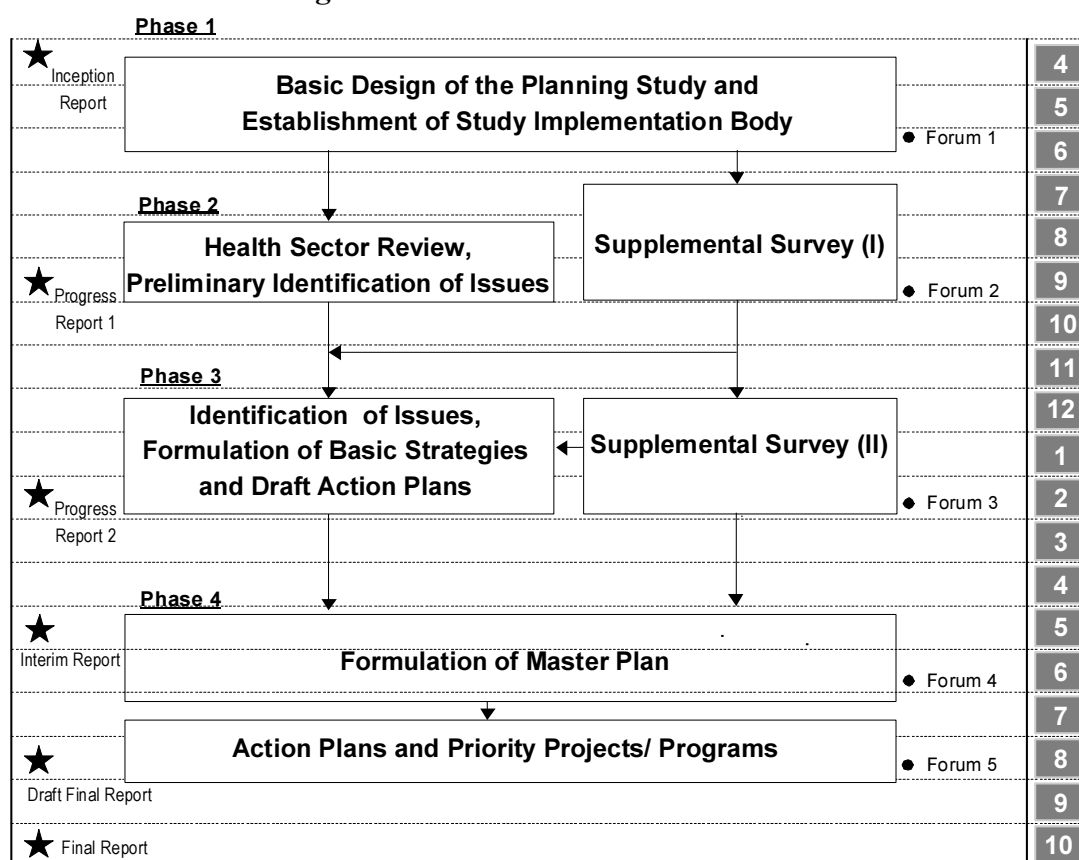 Phase 1
Inception
Report
Basic Design of the Planning Study and
Establishment of Study Implementation Body
Forum 1
Phase 2
Health Sector Review,
Preliminary Identification of Issues
Supplemental Survey (I)
Progress
Report 1
Forum 2
Phase 3
Identification of Issues,
Formulation of Basic Strategies
and Draft Action Plans
Supplemental Survey (II)
Progress
Report 2
Forum 3
Phase 4
Interim Report
Formulation of Master Plan
Forum 4
Action Plans and Priority Projects/ Programs
Forum 5
Draft Final Report
Final Report
4
5
6
7
8
9
10
11
12
1
2
3
4
5
6
7
8
9
10